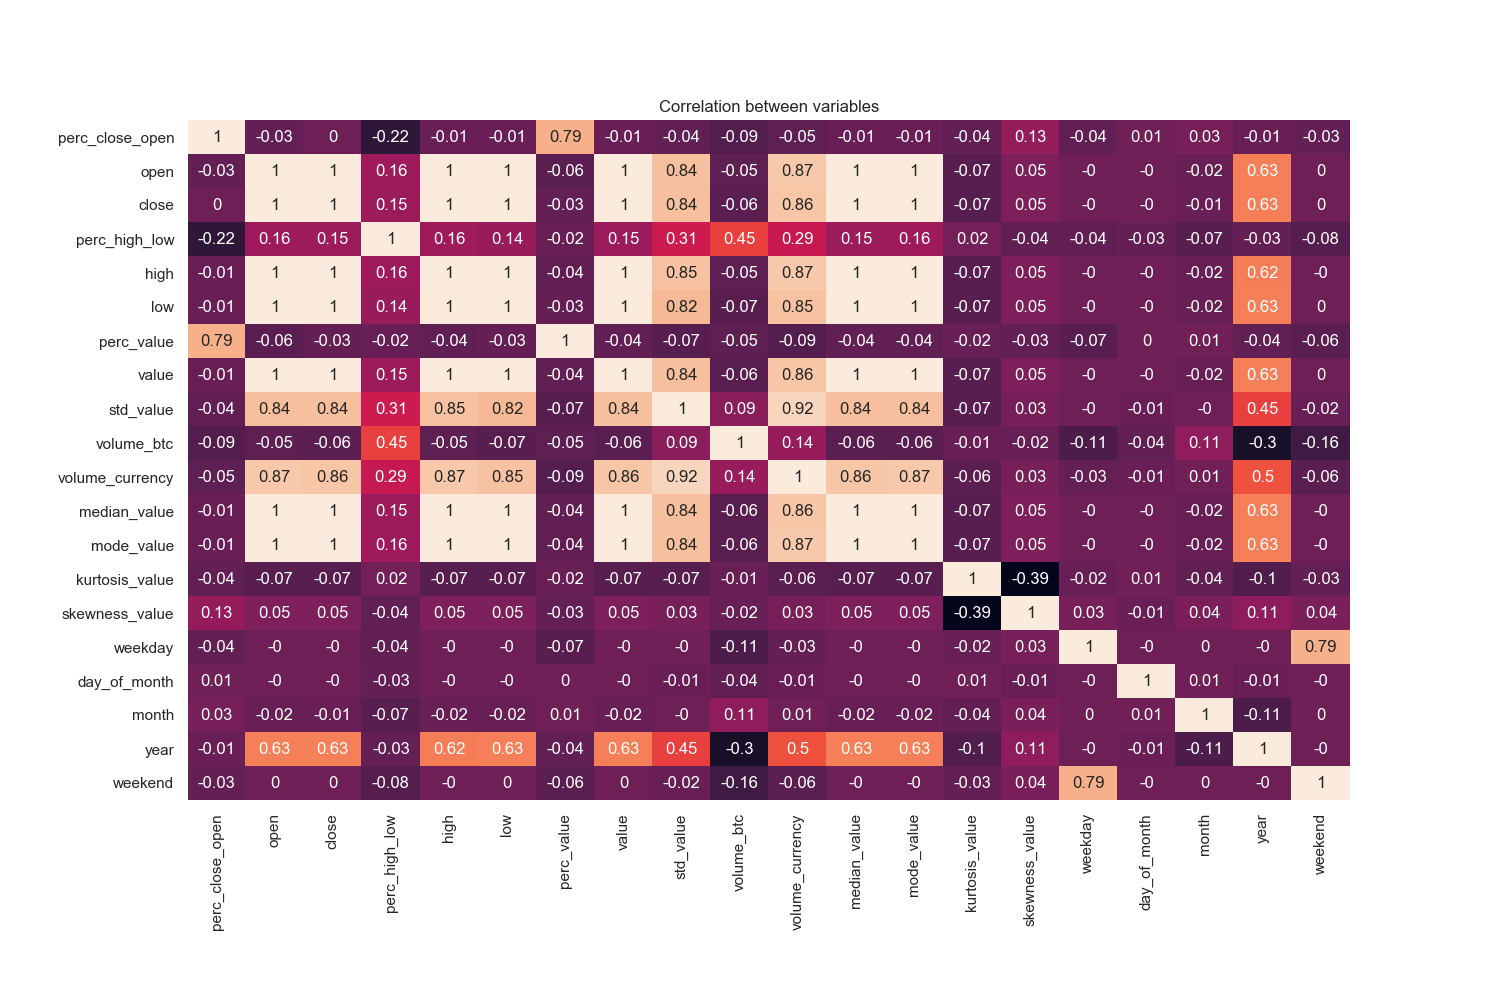 Correlation between variables
perc_close_open 1 -0.03 0 -0.22 -0.01 -0.01 0.79 -0.01 -0.04 -0.09 -0.05 -0.01 -0.01 -0.04 0.13 -0.04 0.01 0.03 -0.01 -0.03
open -0.03 1 1 0.16 1 1 -0.06 1 0.84 -0.05 0.87 1 1 -0.07 0.05 -0 -0 -0.02 0.63 0
close 0 1 1 0.15 1 1 -0.03 1 0.84 -0.06 0.86 1 1 -0.07 0.05 -0 -0 -0.01 0.63 0
perc_high_low -0.22 0.16 0.15 1 0.16 0.14 -0.02 0.15 0.31 0.45 0.29 0.15 0.16 0.02 -0.04 -0.04 -0.03 -0.07 -0.03 -0.08
high -0.01 1 1 0.16 1 1 -0.04 1 0.85 -0.05 0.87 1 1 -0.07 0.05 -0 -0 -0.02 0.62 -0
low -0.01 1 1 0.14 1 1 -0.03 1 0.82 -0.07 0.85 1 1 -0.07 0.05 -0 -0 -0.02 0.63 0
perc_value 0.79 -0.06 -0.03 -0.02 -0.04 -0.03 1 -0.04 -0.07 -0.05 -0.09 -0.04 -0.04 -0.02 -0.03 -0.07 0 0.01 -0.04 -0.06
value -0.01 1 1 0.15 1 1 -0.04 1 0.84 -0.06 0.86 1 1 -0.07 0.05 -0 -0 -0.02 0.63 0
std_value -0.04 0.84 0.84 0.31 0.85 0.82 -0.07 0.84 1 0.09 0.92 0.84 0.84 -0.07 0.03 -0 -0.01 -0 0.45 -0.02
volume_btc -0.09 -0.05 -0.06 0.45 -0.05 -0.07 -0.05 -0.06 0.09 1 0.14 -0.06 -0.06 -0.01 -0.02 -0.11 -0.04 0.11 -0.3 -0.16
volume_currency -0.05 0.87 0.86 0.29 0.87 0.85 -0.09 0.86 0.92 0.14 1 0.86 0.87 -0.06 0.03 -0.03 -0.01 0.01 0.5 -0.06
median_value -0.01 1 1 0.15 1 1 -0.04 1 0.84 -0.06 0.86 1 1 -0.07 0.05 -0 -0 -0.02 0.63 -0
mode_value -0.01 1 1 0.16 1 1 -0.04 1 0.84 -0.06 0.87 1 1 -0.07 0.05 -0 -0 -0.02 0.63 -0
kurtosis_value -0.04 -0.07 -0.07 0.02 -0.07 -0.07 -0.02 -0.07 -0.07 -0.01 -0.06 -0.07 -0.07 1 -0.39 -0.02 0.01 -0.04 -0.1 -0.03
skewness_value 0.13 0.05 0.05 -0.04 0.05 0.05 -0.03 0.05 0.03 -0.02 0.03 0.05 0.05 -0.39 1 0.03 -0.01 0.04 0.11 0.04
weekday -0.04 -0 -0 -0.04 -0 -0 -0.07 -0 -0 -0.11 -0.03 -0 -0 -0.02 0.03 1 -0 0 -0 0.79
day_of_month 0.01 -0 -0 -0.03 -0 -0 0 -0 -0.01 -0.04 -0.01 -0 -0 0.01 -0.01 -0 1 0.01 -0.01 -0
month 0.03 -0.02 -0.01 -0.07 -0.02 -0.02 0.01 -0.02 -0 0.11 0.01 -0.02 -0.02 -0.04 0.04 0 0.01 1 -0.11 0
year -0.01 0.63 0.63 -0.03 0.62 0.63 -0.04 0.63 0.45 -0.3 0.5 0.63 0.63 -0.1 0.11 -0 -0.01 -0.11 1 -0
weekend -0.03 0 0 -0.08 -0 0 -0.06 0 -0.02 -0.16 -0.06 -0 -0 -0.03 0.04 0.79 -0 0 -0 1
perc_close_open open close perc_high_low high low perc_value value std_value volume_btc volume_currency median_value mode_value kurtosis_value skewness_value weekday day_of_month month year weekend